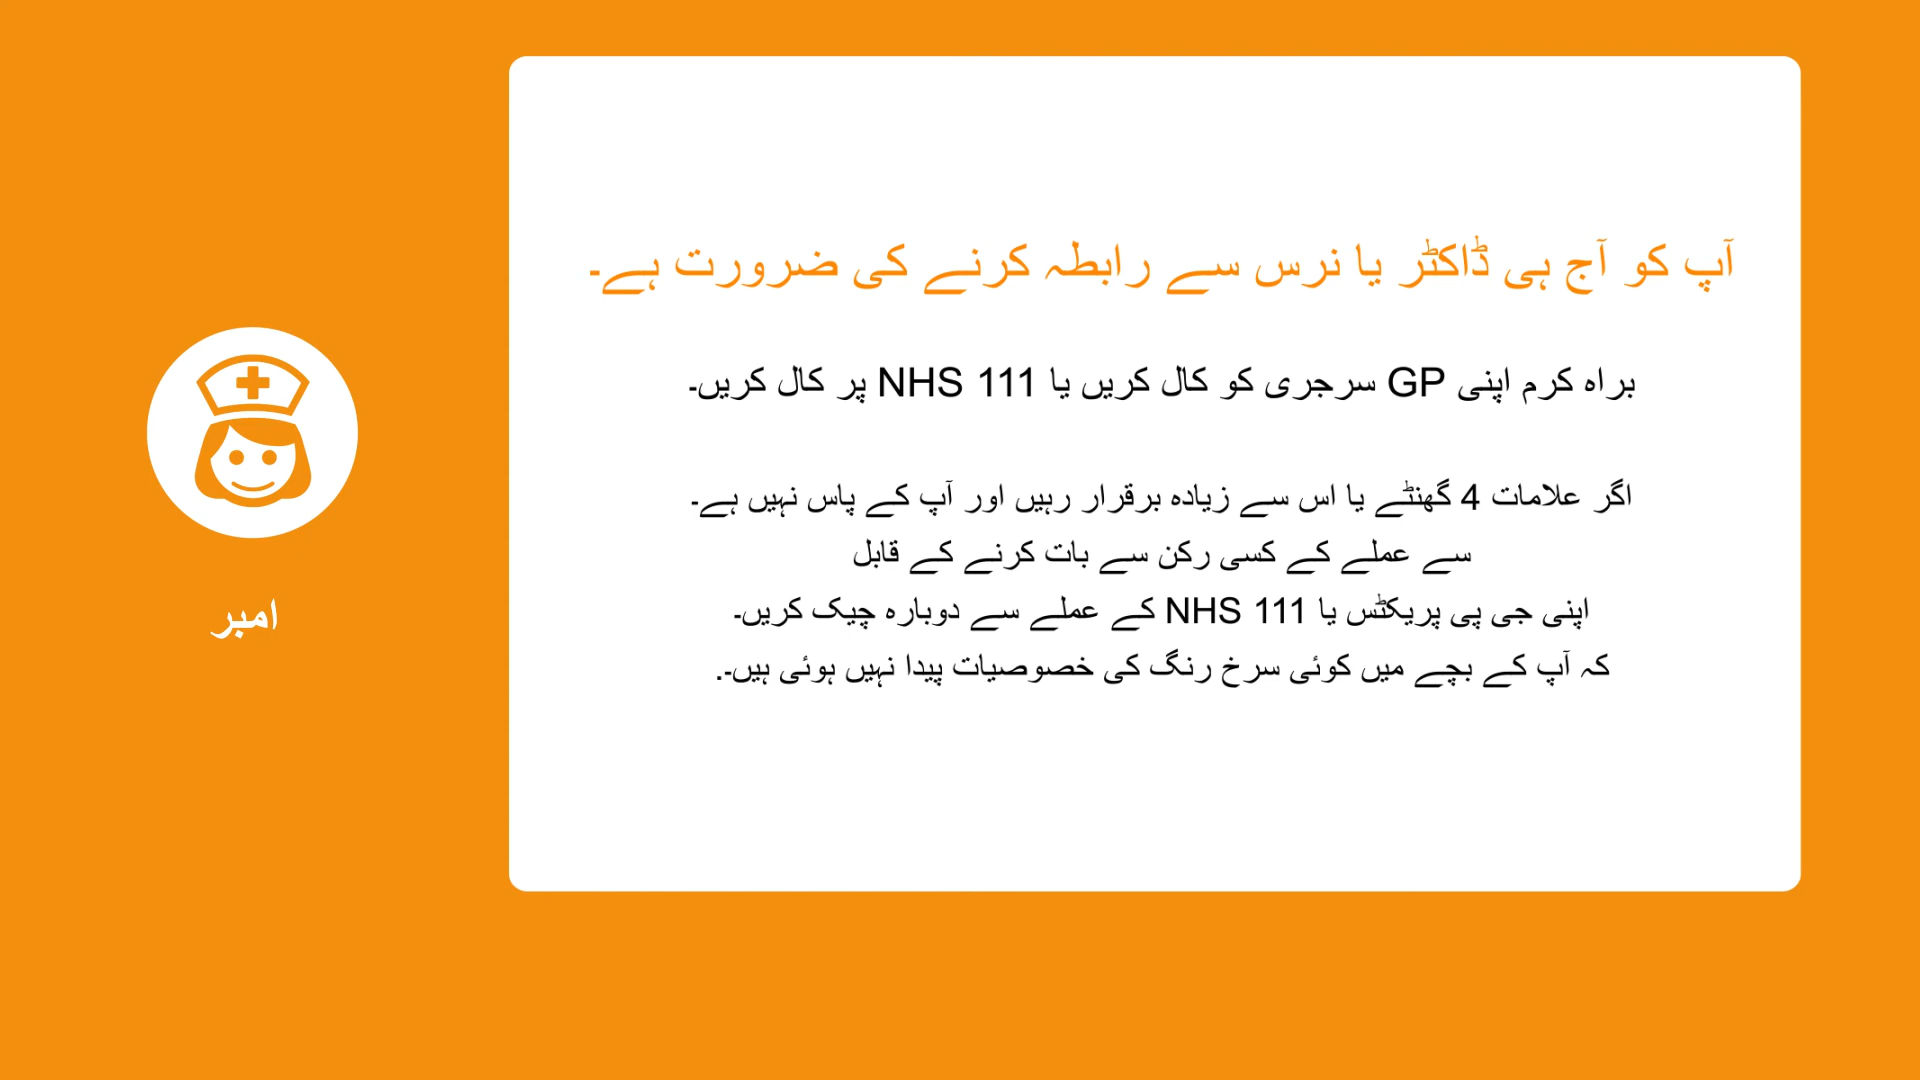 آپ کو آج ہی ڈاکٹر یا نرس سے رابطہ کرنے کی ضرورت ہے۔
براہ کرم اپنی GP سرجری کو کال کریں یا NHS 111 پر کال کریں۔
اگر علامات 4 گھنٹے یا اس سے زیادہ برقرار رہیں اور آپ کے پاس نہیں ہے۔
سے عملے کے کسی رکن سے بات کرنے کے قابل
اپنی جی پی پریکٹس یا NHS 111 کے عملے سے دوبارہ چیک کریں۔
کہ آپ کے بچے میں کوئی سرخ رنگ کی خصوصیات پیدا نہیں ہوئی ہیں۔.
امبر